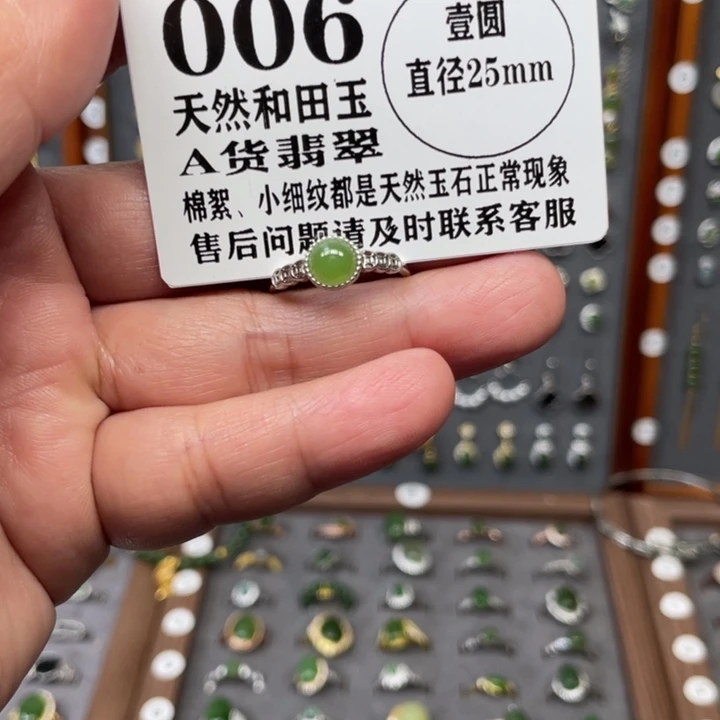 006
壹圆
直径25mm
天然和田玉
A货翡翠
棉絮、小细纹都是天然玉石正常现象
售后问题请及时联系客服